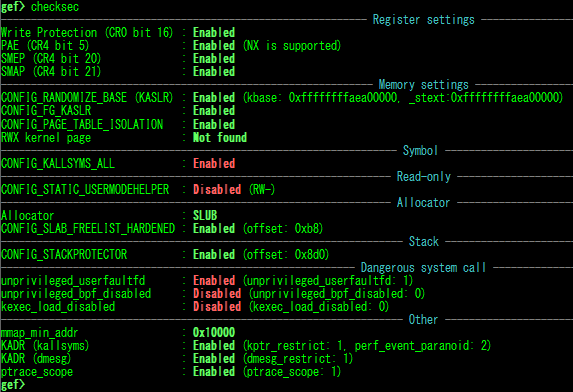 gef> checksec
Register settings
Write Protection (CR0 bit 16) : Enabled
PAE (CR4 bit 5) : Enabled (NX is supported)
SMEP (CR4 bit 20) : Enabled
SMAP (CR4 bit 21) : Enabled
Memory settings
CONFIG_RANDOMIZE_BASE (KASLR) : Enabled (kbase: 0xffffffffaea00000, _stext:0xffffffffaea00000)
CONFIG_FG_KASLR : Enabled
CONFIG_PAGE_TABLE_ISOLATION : Enabled
RWX kernel page : Not found
Symbol
CONFIG_KALLSYMS_ALL : Enabled
Read-only
CONFIG_STATIC_USERMODEHELPER : Disabled (RW-)
Allocator
Allocator : SLUB
CONFIG_SLAB_FREELIST_HARDENED : Enabled (offset: 0xb8)
Stack
CONFIG_STACKPROTECTOR : Enabled (offset: 0x8d0)
Dangerous system call
unprivileged_userfaultfd : Enabled (unprivileged_userfaultfd: 1)
unprivileged_bpf_disabled : Disabled (unprivileged_bpf_disabled: 0)
kexec_load_disabled : Disabled (kexec_load_disabled: 0)
Other
mmap_min_addr : 0x10000
KADR (kallsyms) : Enabled (kptr_restrict: 1, perf_event_paranoid: 2)
KADR (dmesg) : Enabled (dmesg_restrict: 1)
ptrace_scope : Enabled (ptrace_scope: 1)
gef>